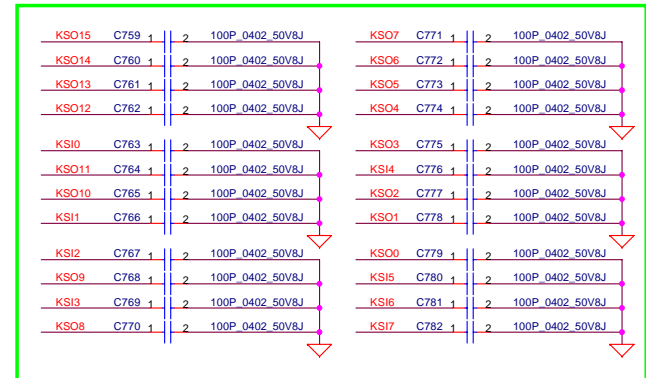 KSO15 C759 1 2 100P_0402_50V8J
KSO14 C760 1 2 100P_0402_50V8J
KSO13 C761 1 2 100P_0402_50V8J
KSO12 C762 1 2 100P_0402_50V8J
KSI0 C763 1 2 100P_0402_50V8J
KSO11 C764 1 2 100P_0402_50V8J
KSO10 C765 1 2 100P_0402_50V8J
KSI1 C766 1 2 100P_0402_50V8J
KSI2 C767 1 2 100P_0402_50V8J
KSO9 C768 1 2 100P_0402_50V8J
KSI3 C769 1 2 100P_0402_50V8J
KSO8 C770 1 2 100P_0402_50V8J
KSO7 C771 1 2 100P_0402_50V8J
KSO6 C772 1 2 100P_0402_50V8J
KSO5 C773 1 2 100P_0402_50V8J
KSO4 C774 1 2 100P_0402_50V8J
KSO3 C775 1 2 100P_0402_50V8J
KSI4 C776 1 2 100P_0402_50V8J
KSO2 C777 1 2 100P_0402_50V8J
KSO1 C778 1 2 100P_0402_50V8J
KSO0 C779 1 2 100P_0402_50V8J
KSI5 C780 1 2 100P_0402_50V8J
KSI6 C781 1 2 100P_0402_50V8J
KSI7 C782 1 2 100P_0402_50V8J